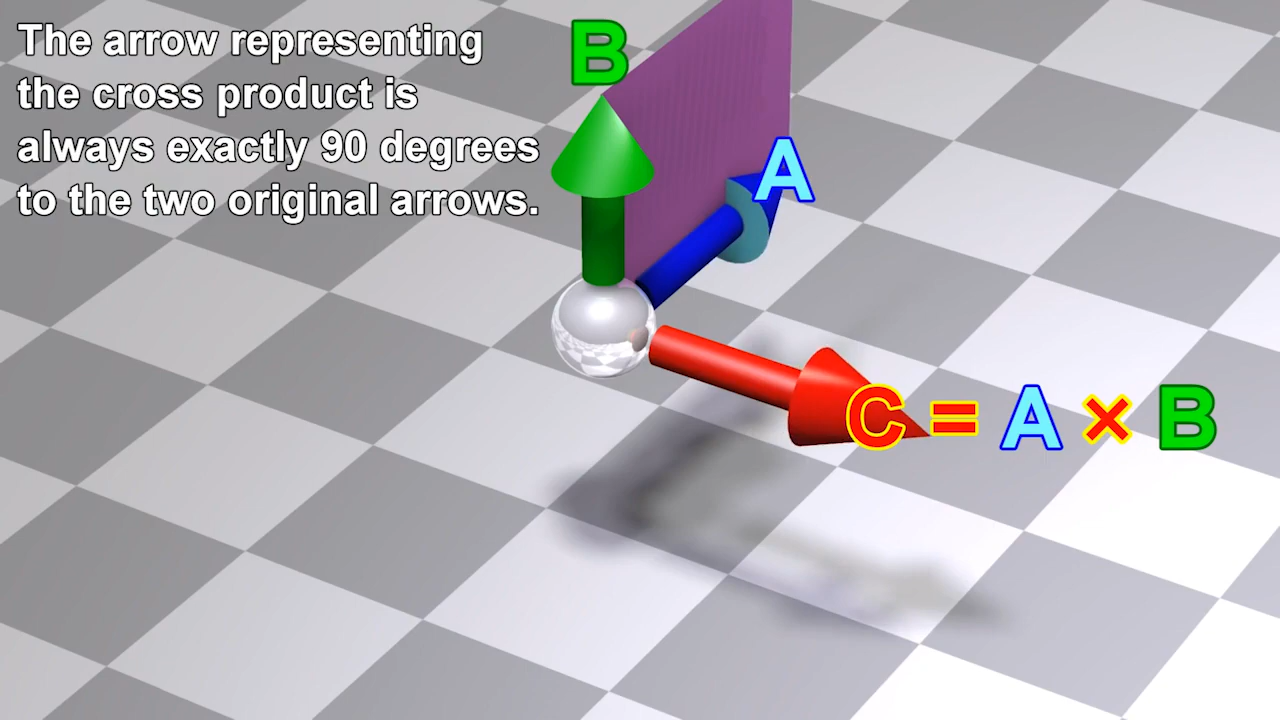 The arrow representing
the cross product is
always exactly 90 degrees
to the two original arrows.
B
A
C = A × B